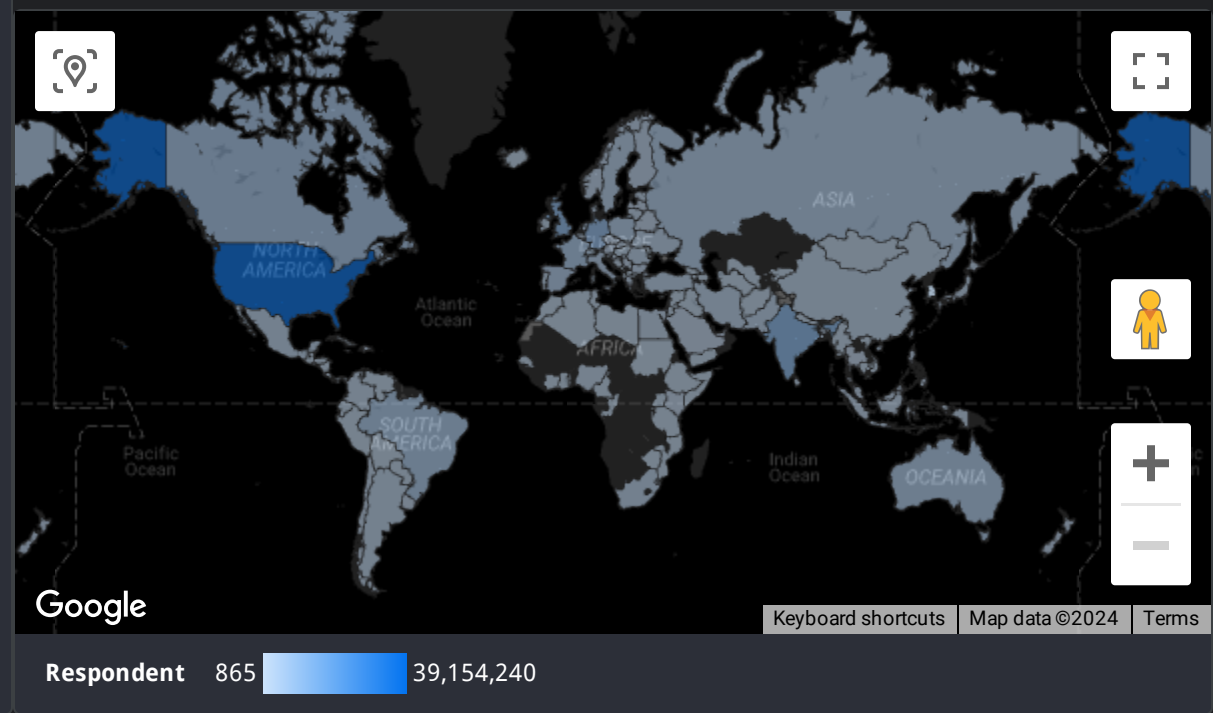 ASIA
NORTH
AMERICA
EUROPE
Atlantic
Ocean
AFRICA
SOUTH
AMERICA
Pacific
Ocean
Indian
Ocean
OCEANIA
Google
Keyboard shortcuts
Map data ©2024
Terms
Respondent 865 39,154,240